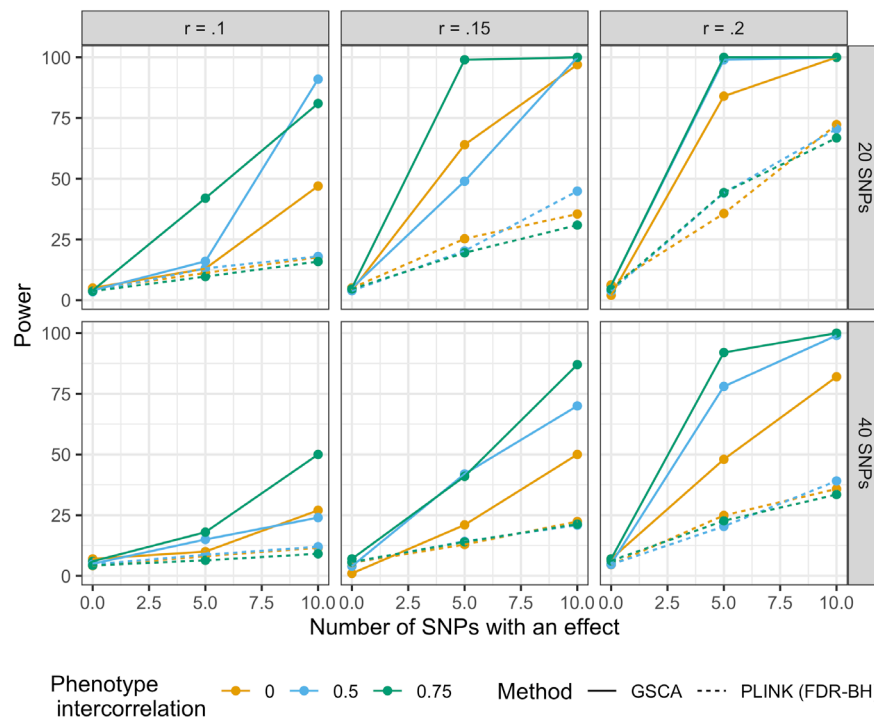 r = .1
r = .15
r = .2
100
75
50
25
0
20 SNPs
100
75
50
25
0
40 SNPs
Power
0.0 2.5 5.0 7.5 10.0 0.0 2.5 5.0 7.5 10.0 0.0 2.5 5.0 7.5 10.0
Number of SNPs with an effect
Phenotype
intercorrelation
0
0.5
0.75
Method
GSCA
PLINK (FDR-BH